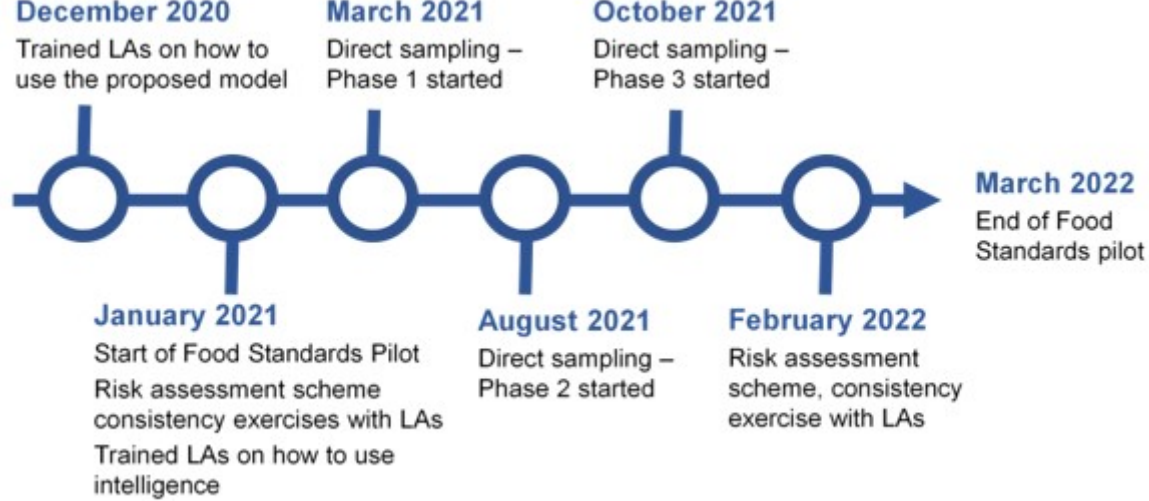 December 2020
Trained LAs on how to
use the proposed model
March 2021
Direct sampling –
Phase 1 started
October 2021
Direct sampling –
Phase 3 started
March 2022
End of Food
Standards pilot
January 2021
Start of Food Standards Pilot
Risk assessment scheme
consistency exercises with LAs
Trained LAs on how to use
intelligence
August 2021
Direct sampling –
Phase 2 started
February 2022
Risk assessment
scheme, consistency
exercise with LAs